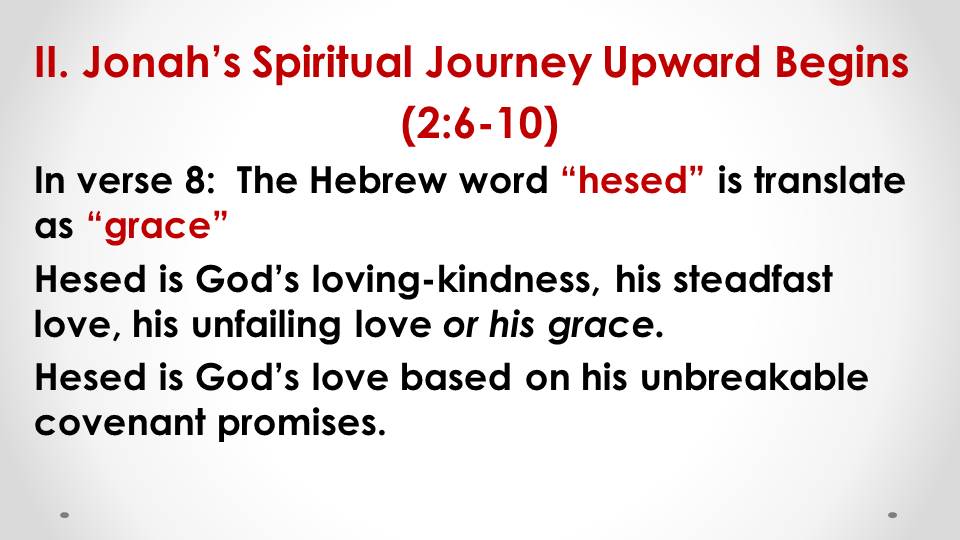 II. Jonah’s Spiritual Journey Upward Begins
(2:6-10)
In verse 8:  The Hebrew word “hesed” is translate
as “grace”
Hesed is God’s loving-kindness, his steadfast
love, his unfailing love or his grace.
Hesed is God’s love based on his unbreakable
covenant promises.